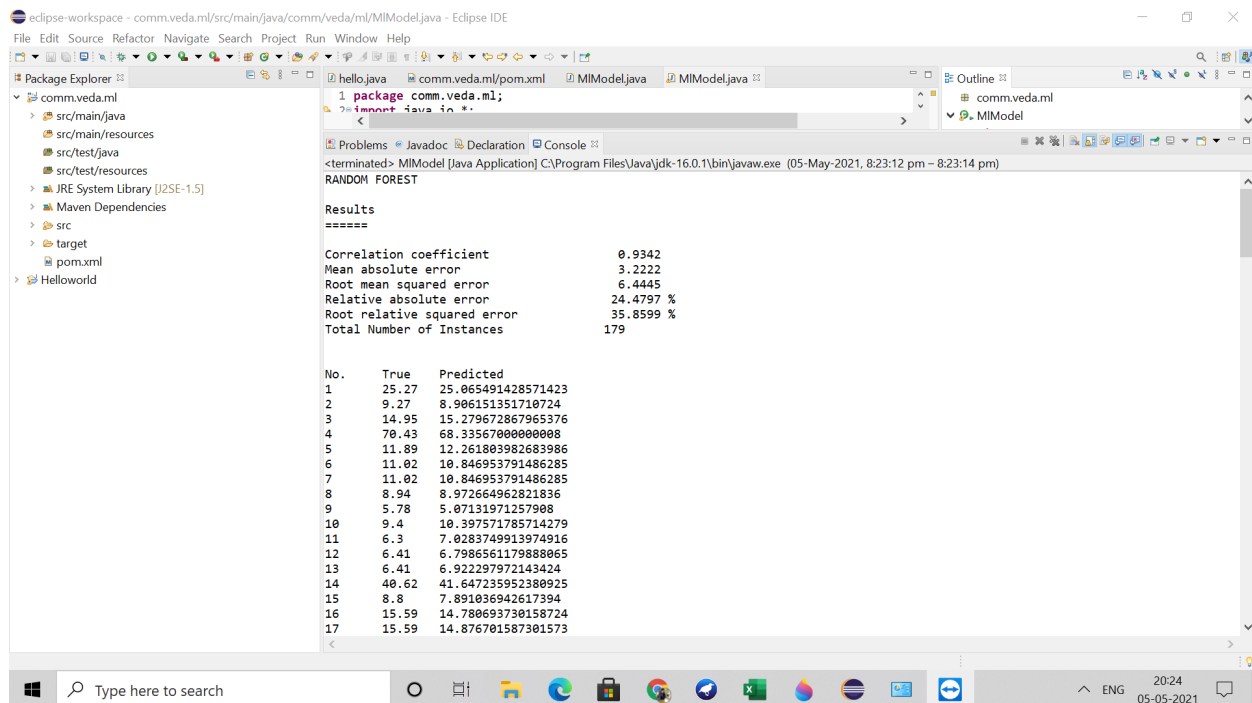 eclipse-workspace - comm.veda.ml/src/main/java/comm/veda/ml/MlModel.java - Eclipse IDE
File Edit Source Refactor Navigate Search Project Run Window Help
Package Explorer
comm.veda.ml
src/main/java
src/main/resources
src/test/java
src/test/resources
JRE System Library [J2SE-1.5]
Maven Dependencies
src
target
pom.xml
Helloworld
hello.java comm.veda.ml/pom.xml MlModel.java MlModel.java
1 package comm.veda.ml;
2 import java.io.*;
Outline
comm.veda.ml
MlModel
Problems Javadoc Declaration Console
<terminated> MlModel [Java Application] C:\Program Files\Java\jdk-16.0.1\bin\javaw.exe (05-May-2021, 8:23:12 pm – 8:23:14 pm)
RANDOM FOREST
Results
======
Correlation coefficient 0.9342
Mean absolute error 3.2222
Root mean squared error 6.4445
Relative absolute error 24.4797 %
Root relative squared error 35.8599 %
Total Number of Instances 179
No. True Predicted
1 25.27 25.065491428571423
2 9.27 8.906151351710724
3 14.95 15.279672867965376
4 70.43 68.33567000000008
5 11.89 12.261803982683986
6 11.02 10.846953791486285
7 11.02 10.846953791486285
8 8.94 8.972664962821836
9 5.78 5.07131971257908
10 9.4 10.397571785714279
11 6.3 7.0283749913974916
12 6.41 6.7986561179888065
13 6.41 6.922297972143424
14 40.62 41.647235952380925
15 8.8 7.891036942617394
16 15.59 14.780693730158724
17 15.59 14.876701587301573
Type here to search
ENG
20:24
05-05-2021